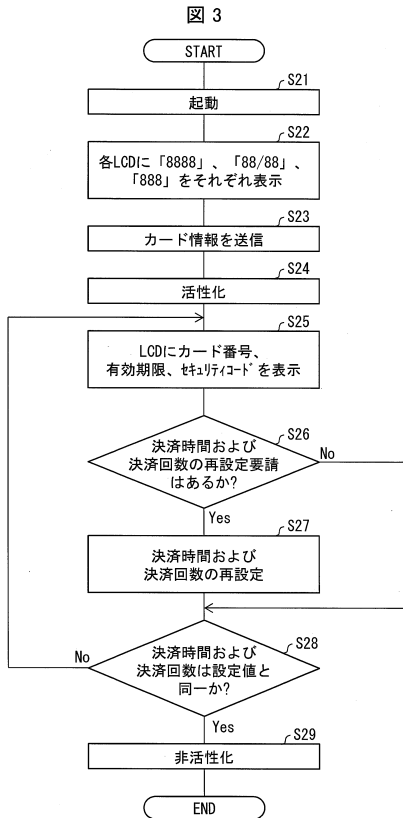 図 3
START
S21
起動
S22
各LCDに「8888」、「88/88」、
「888」をそれぞれ表示
S23
カード情報を送信
S24
活性化
S25
LCDにカード番号、
有効期限、ｾｷｭﾘﾃｨｺｰﾄﾞを表示
S26
決済時間および
決済回数の再設定要請
はあるか?
No
Yes
S27
決済時間および
決済回数の再設定
S28
決済時間および
決済回数は設定値と
同一か?
No
Yes
S29
非活性化
END